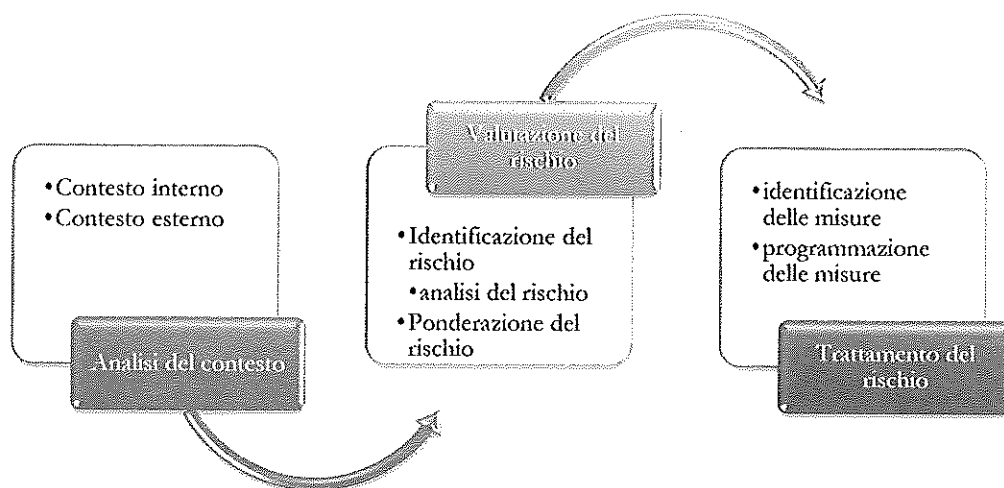 •Contesto interno
•Contesto esterno
Analisi del contesto
Valutazione del
rischio
•Identificazione del
rischio
•analisi del rischio
•Ponderazione del
rischio
•identificazione
delle misure
•programmazione
delle misure
Trattamento del
rischio